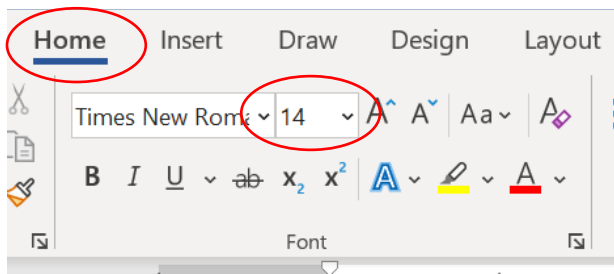 Home Insert Draw Design Layout
Times New Roma 14 A A Aa A
B I U ab x2 x2 A A
Font